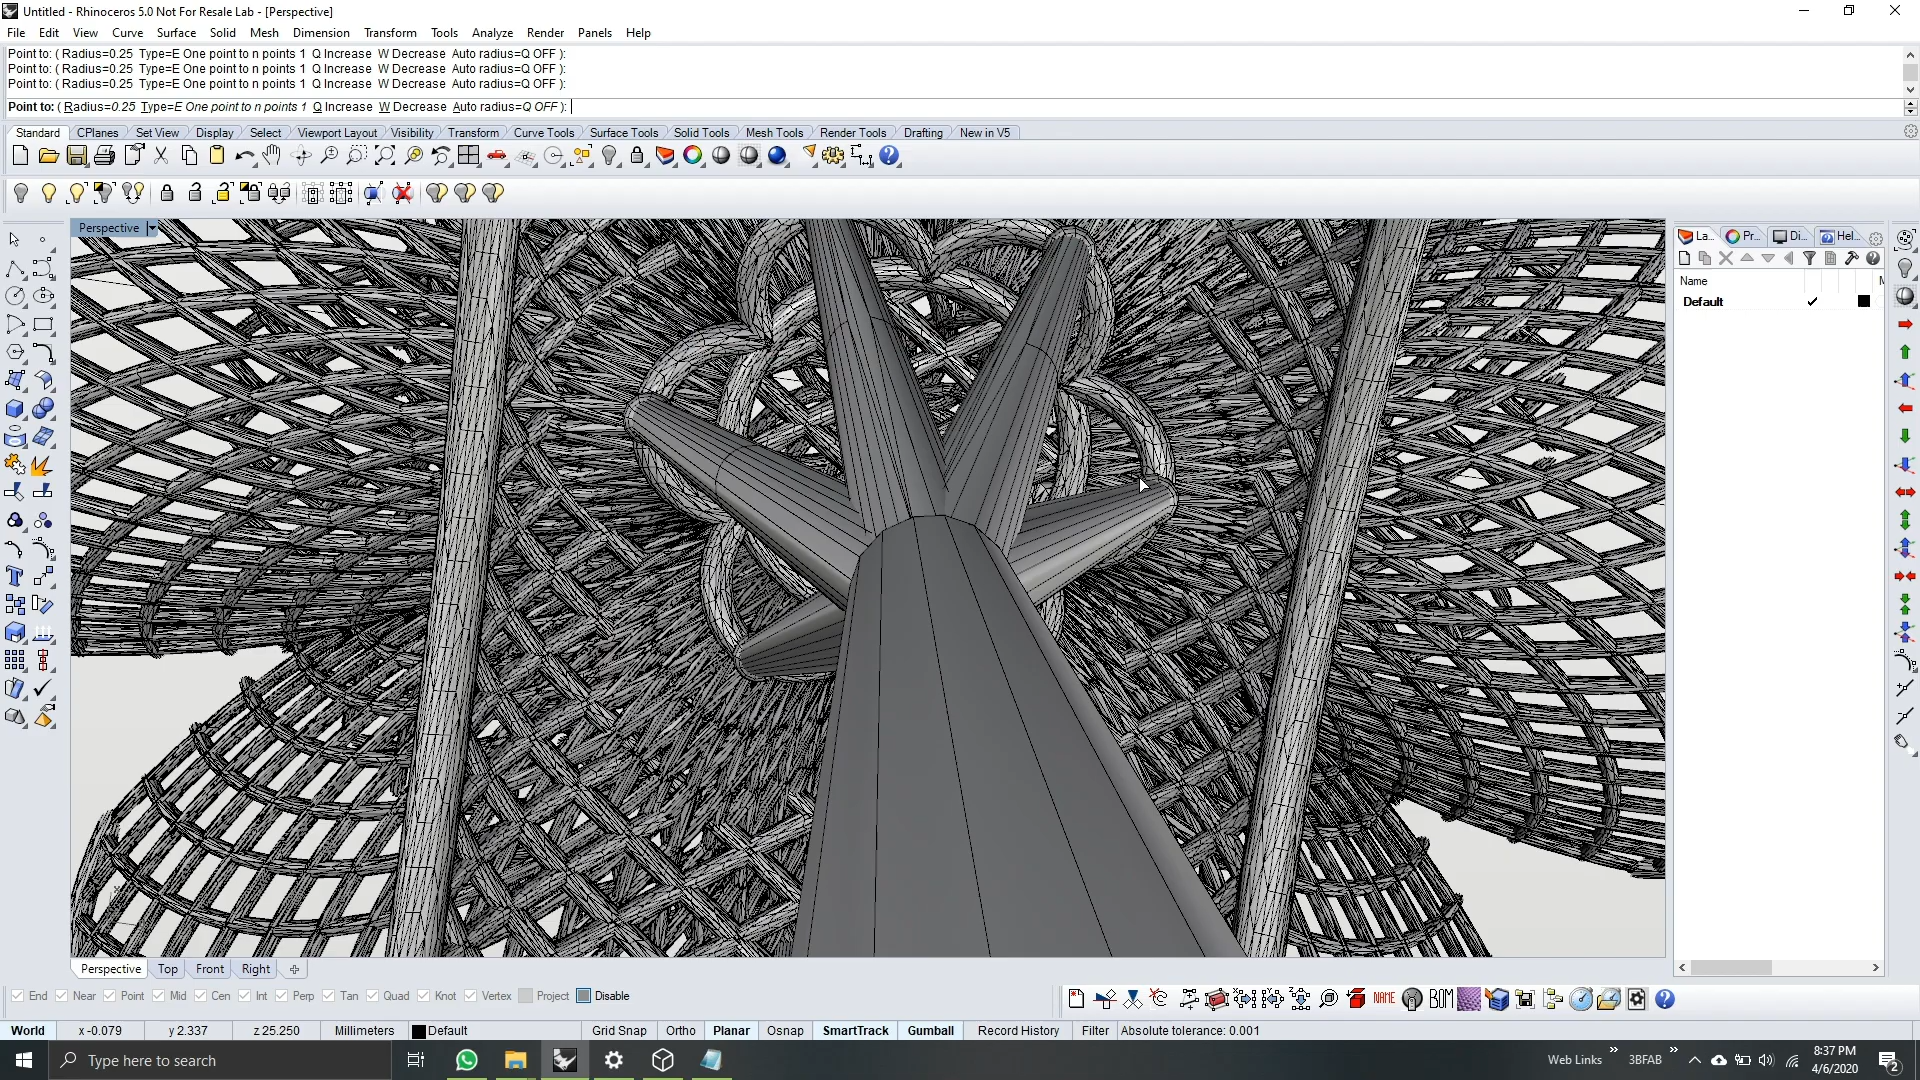 Untitled - Rhinoceros 5.0 Not For Resale Lab - [Perspective]
File Edit View Curve Surface Solid Mesh Dimension Transform Tools Analyze Render Panels Help
Point to: ( Radius=0.25 Type=E One point to n points 1 Q Increase W Decrease Auto radius=Q OFF ):
Point to: ( Radius=0.25 Type=E One point to n points 1 Q Increase W Decrease Auto radius=Q OFF ):
Point to: ( Radius=0.25 Type=E One point to n points 1 Q Increase W Decrease Auto radius=Q OFF ):
Point to: ( Radius=0.25 Type=E One point to n points 1 Q Increase W Decrease Auto radius=Q OFF ):
Standard CPlanes Set View Display Select Viewport Layout Visibility Transform Curve Tools Surface Tools Solid Tools Mesh Tools Render Tools Drafting New in V5
Perspective
La... Pr... Di... Hel...
Name M
Default
Perspective Top Front Right
End Near Point Mid Cen Int Perp Tan Quad Knot Vertex Project Disable
NAME BOM
World x -0.079 y 2.337 z 25.250 Millimeters Default Grid Snap Ortho Planar Osnap SmartTrack Gumball Record History Filter Absolute tolerance: 0.001
Type here to search
Web Links » 3BFAB »
8:37 PM
4/6/2020
2